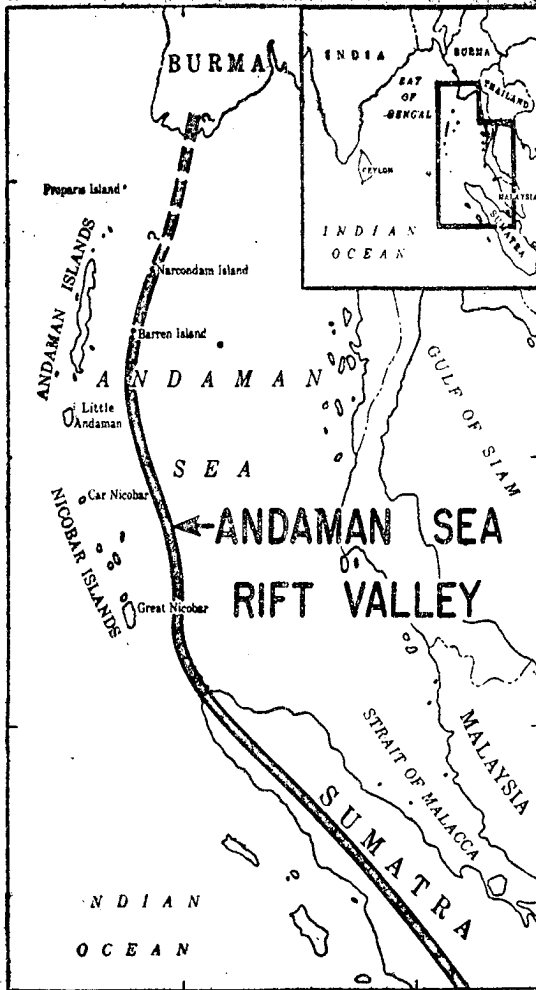 BURMA
?
Proparis Island
?
Narcondam Island
ANDAMAN ISLANDS
Barren Island
ANDAMAN
Little
Andaman
SEA
Car Nicobar
NICOBAR ISLANDS
ANDAMAN SEA
RIFT VALLEY
Great Nicobar
GULF OF SIAM
STRAIT OF MALACCA
MALAYSIA
SUMATRA
NDIAN
OCEAN
INDIA
BURMA
BAY
OF
BENGAL
THAILAND
CEYLON
MALAYSIA
SUMATRA
INDIAN
OCEAN